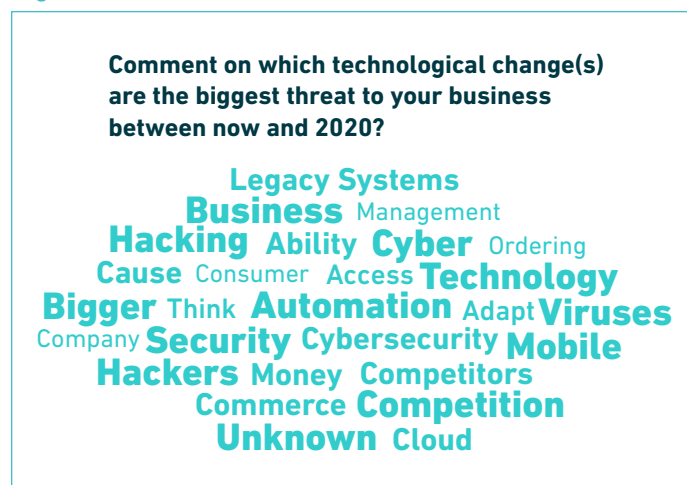 Comment on which technological change(s)
are the biggest threat to your business
between now and 2020?
Legacy Systems
Business Management
Hacking Ability Cyber Ordering
Cause Consumer Access Technology
Bigger Think Automation Adapt Viruses
Company Security Cybersecurity Mobile
Hackers Money Competitors
Commerce Competition
Unknown Cloud